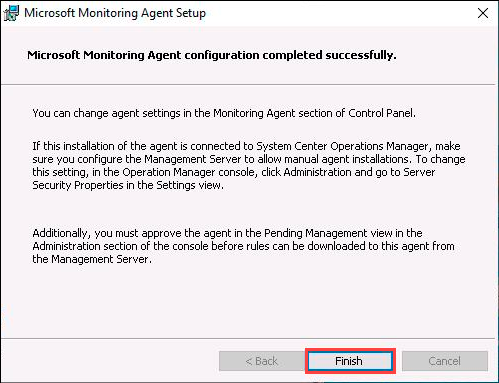 Microsoft Monitoring Agent Setup
Microsoft Monitoring Agent configuration completed successfully.
You can change agent settings in the Monitoring Agent section of Control Panel.
If this installation of the agent is connected to System Center Operations Manager, make
sure you configure the Management Server to allow manual agent installations. To change
this setting, in the Operation Manager console, click Administration and go to Server
Security Properties in the Settings view.
Additionally, you must approve the agent in the Pending Management view in the
Administration section of the console before rules can be downloaded to this agent from
the Management Server.
< Back Finish Cancel